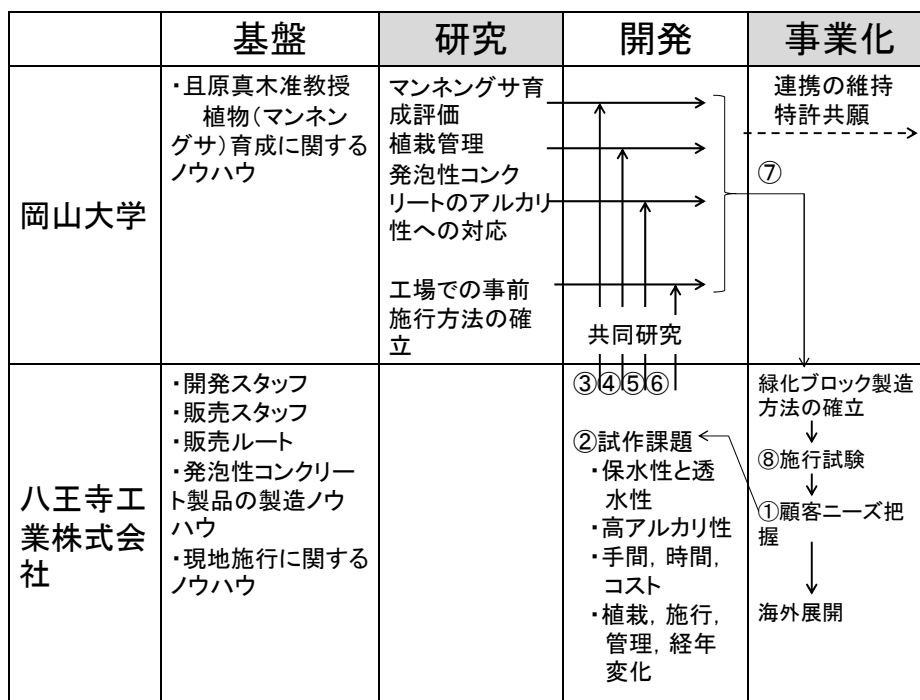 基盤
研究
開発
事業化
岡山大学
・且原真木准教授
植物(マンネン
グサ)育成に関する
ノウハウ
マンネングサ育
成評価
植栽管理
発泡性コンク
リートのアルカリ
性への対応
工場での事前
施行方法の確
立
共同研究
連携の維持
特許共願
⑦
八王寺工
業株式会
社
・開発スタッフ
・販売スタッフ
・販売ルート
・発泡性コンクリー
ト製品の製造ノウ
ハウ
・現地施行に関する
ノウハウ
③④⑤⑥
②試作課題
・保水性と透
水性
・高アルカリ性
・手間，時間，
コスト
・植栽，施行，
管理，経年
変化
緑化ブロック製造
方法の確立
⑧施行試験
①顧客ニーズ把
握
海外展開